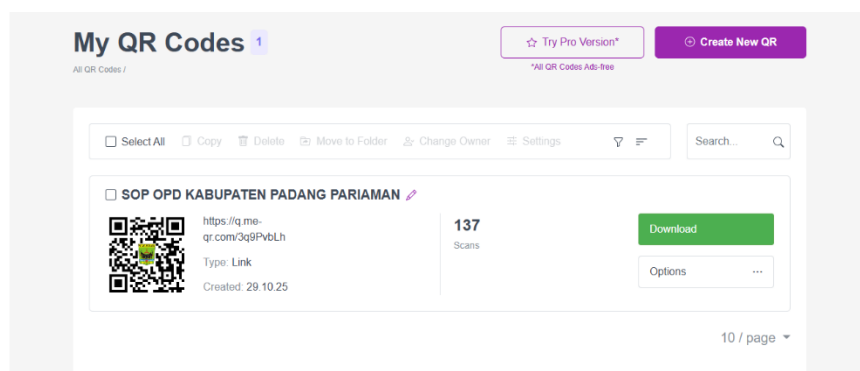 My QR Codes 1
Try Pro Version*
Create New QR
All QR Codes /
*All QR Codes Ads-free
Select All Copy Delete Move to Folder Change Owner Settings
Search...
SOP OPD KABUPATEN PADANG PARIAMAN
https://q.me-
qr.com/3q9PvbLh
Type: Link
Created: 29.10.25
137
Scans
Download
Options ...
10 / page